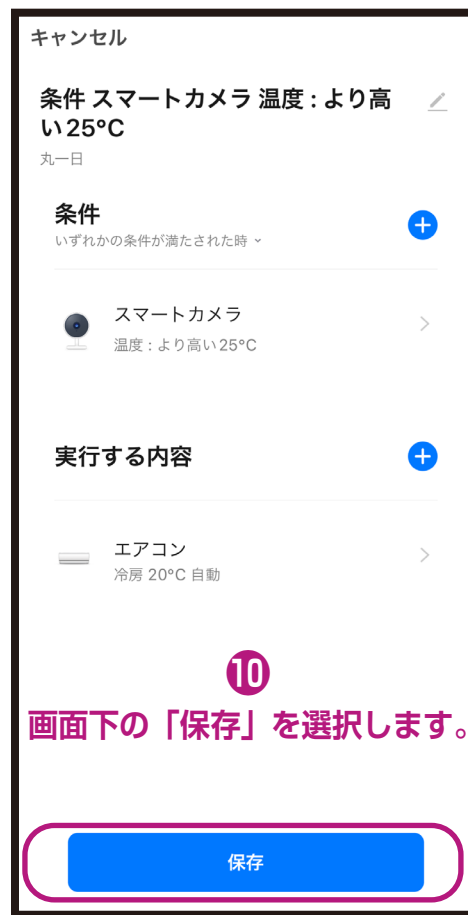 キャンセル
条件 スマートカメラ 温度 : より高
い25°C
丸一日
条件
いずれかの条件が満たされた時
スマートカメラ
温度 : より高い25°C
実行する内容
エアコン
冷房 20°C 自動
⑩
画面下の「保存」を選択します。
保存